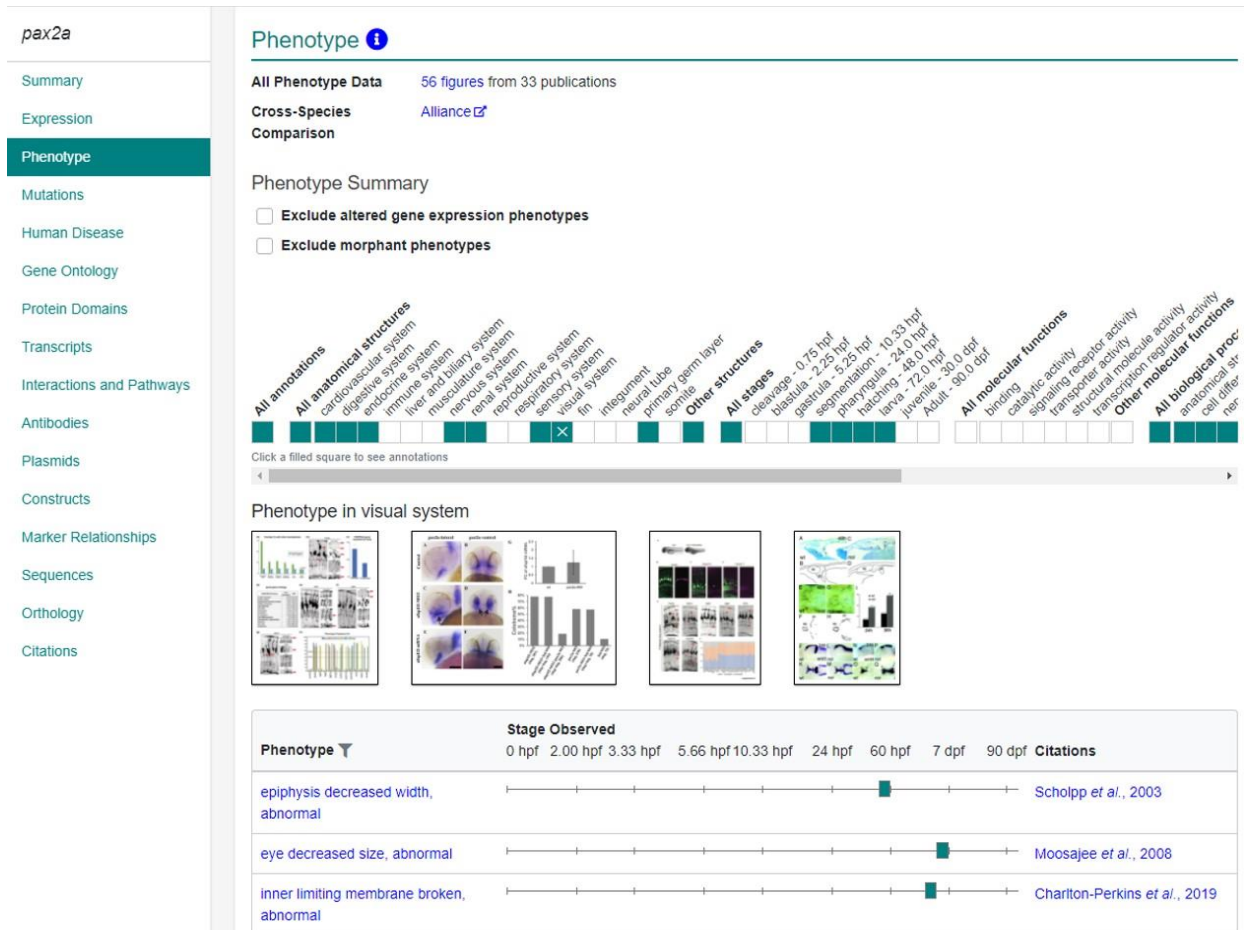 pax2a
Summary
Expression
Phenotype
Mutations
Human Disease
Gene Ontology
Protein Domains
Transcripts
Interactions and Pathways
Antibodies
Plasmids
Constructs
Marker Relationships
Sequences
Orthology
Citations
Phenotype
All Phenotype Data 56 figures from 33 publications
Cross-Species Comparison Alliance
Phenotype Summary
Exclude altered gene expression phenotypes
Exclude morphant phenotypes
All annotations
All anatomical structures
cardiovascular system
digestive system
endocrine system
immune system
liver and biliary system
musculature system
nervous system
renal system
reproductive system
respiratory system
sensory system
visual system
fin
integument
neural tube
primary germ layer
somite
Other structures
All stages
cleavage - 0.75 hpf
blastula - 2.25 hpf
gastrula - 5.25 hpf
segmentation - 10.33 hpf
pharyngula - 24.0 hpf
hatching - 48.0 hpf
larva - 72.0 hpf
juvenile - 30.0 dpf
Adult - 90.0 dpf
All molecular functions
binding
catalytic activity
signaling receptor activity
transporter activity
structural molecule activity
transcription regulator activity
Other molecular functions
All biological proc
anatomical str
cell differ
ner
Click a filled square to see annotations
Phenotype in visual system
Stage Observed
Phenotype 0 hpf 2.00 hpf 3.33 hpf 5.66 hpf 10.33 hpf 24 hpf 60 hpf 7 dpf 90 dpf Citations
epiphysis decreased width, abnormal Scholpp et al., 2003
eye decreased size, abnormal Moosajee et al., 2008
inner limiting membrane broken, abnormal Charlton-Perkins et al., 2019